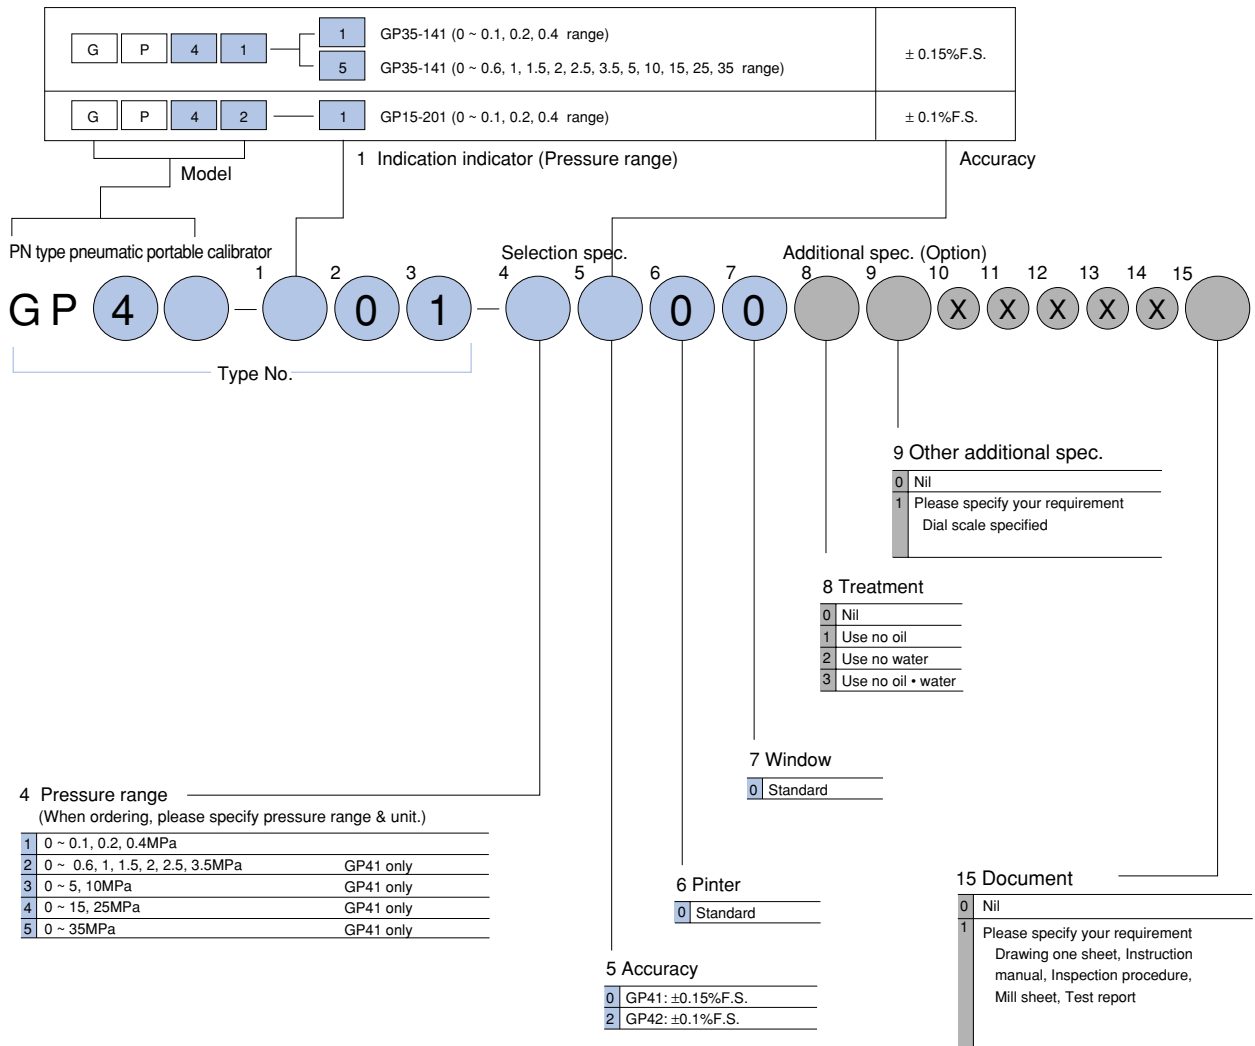 G P 4 1 1 GP35-141 (0 ~ 0.1, 0.2, 0.4 range)
5 GP35-141 (0 ~ 0.6, 1, 1.5, 2, 2.5, 3.5, 5, 10, 15, 25, 35 range)
± 0.15%F.S.
G P 4 2 1 GP15-201 (0 ~ 0.1, 0.2, 0.4 range) ± 0.1%F.S.
1 Indication indicator (Pressure range)
Accuracy
Model
PN type pneumatic portable calibrator
Selection spec.
Additional spec. (Option)
1 2 3 4 5 6 7 8 9 10 11 12 13 14 15
G P 4 – 0 1 – 0 0 X X X X X
Type No.
9 Other additional spec.
0 Nil
1 Please specify your requirement
Dial scale specified
8 Treatment
0 Nil
1 Use no oil
2 Use no water
3 Use no oil • water
7 Window
0 Standard
4 Pressure range
(When ordering, please specify pressure range & unit.)
1 0 ~ 0.1, 0.2, 0.4MPa
2 0 ~ 0.6, 1, 1.5, 2, 2.5, 3.5MPa GP41 only
3 0 ~ 5, 10MPa GP41 only
4 0 ~ 15, 25MPa GP41 only
5 0 ~ 35MPa GP41 only
6 Pinter
0 Standard
5 Accuracy
0 GP41: ±0.15%F.S.
2 GP42: ±0.1%F.S.
15 Document
0 Nil
1 Please specify your requirement
Drawing one sheet, Instruction
manual, Inspection procedure,
Mill sheet, Test report